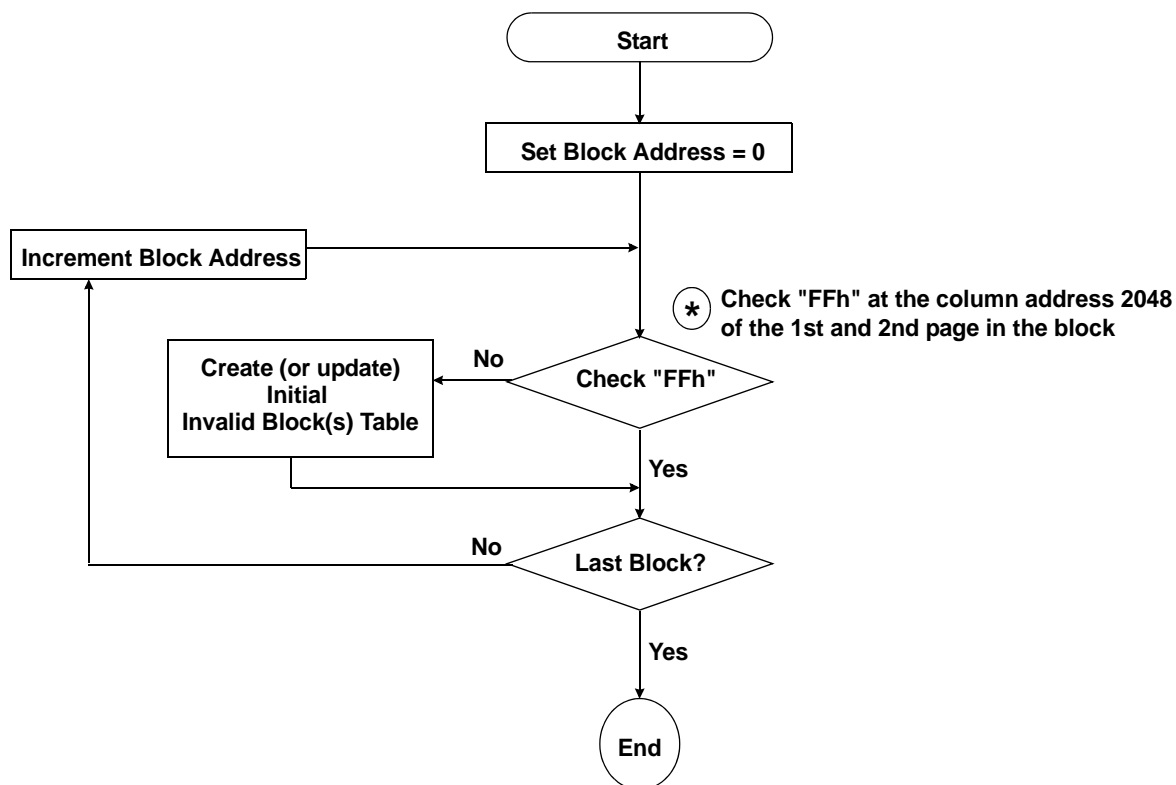 Start
Set Block Address = 0
Increment Block Address
* Check "FFh" at the column address 2048
of the 1st and 2nd page in the block
Create (or update)
Initial
Invalid Block(s) Table
No
Check "FFh"
Yes
No
Last Block?
Yes
End